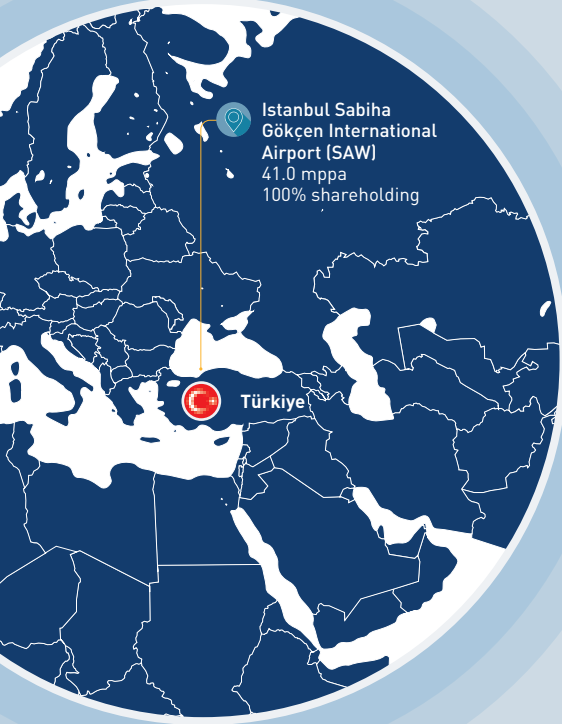 Istanbul Sabiha
Gökçen International
Airport (SAW)
41.0 mppa
100% shareholding
Türkiye